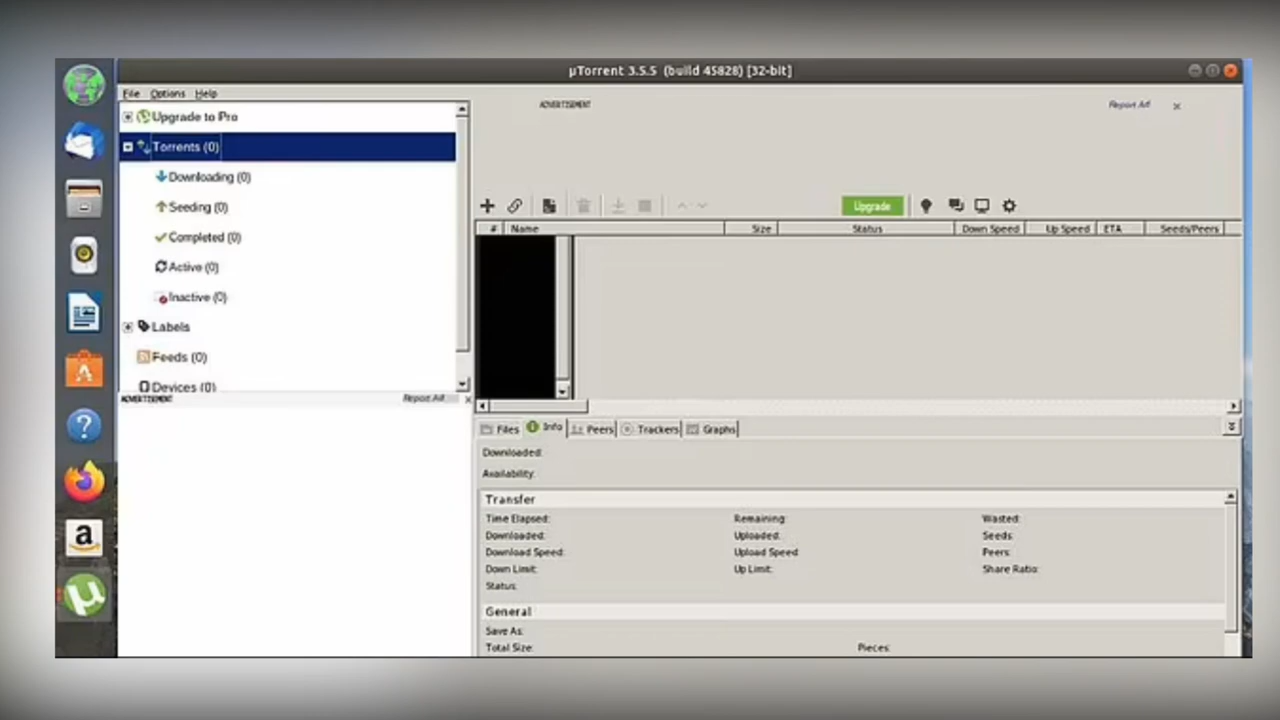 µTorrent 3.5.5 (build 45828) [32-bit]
File Options Help
ADVERTISEMENT Report Ad! x
Upgrade to Pro
Torrents (0)
Downloading (0)
Seeding (0)
Completed (0)
Active (0)
Inactive (0)
Labels
Feeds (0)
Devices (0)
ADVERTISEMENT Report Ad! x
Upgrade
# Name Size Status Down Speed Up Speed ETA Seeds/Peers
Files Info Peers Trackers Graphs
Downloaded:
Availability:
Transfer
Time Elapsed: Remaining: Wasted:
Downloaded: Uploaded: Seeds:
Download Speed: Upload Speed: Peers:
Down Limit: Up Limit: Share Ratio:
Status:
General
Save As:
Total Size: Pieces:
A
?
a
µ